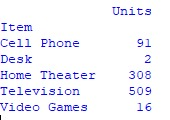 Units
Item
Cell Phone 91
Desk 2
Home Theater 308
Television 509
Video Games 16